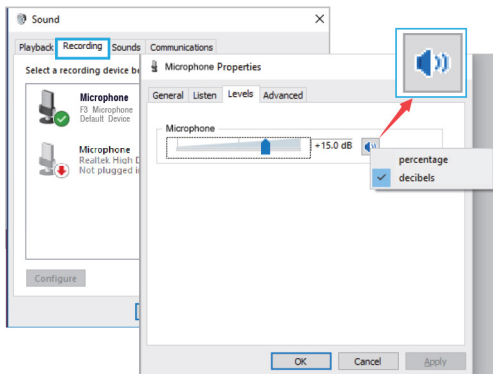 Sound
Playback Recording Sounds Communications
Select a recording device be
Microphone
F3 Microphone
Default Device
Microphone
Realtek High D
Not plugged i
Configure
Microphone Properties
General Listen Levels Advanced
Microphone
+15.0 dB
percentage
decibels
OK Cancel Apply